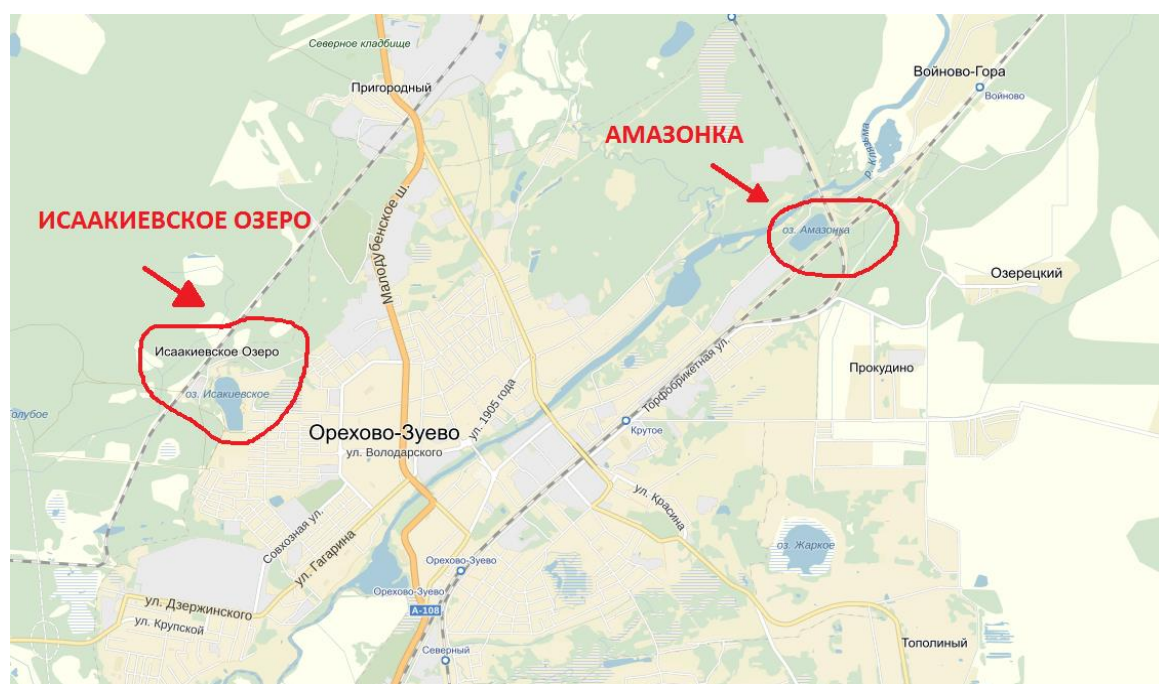 Северное кладбище
Пригородный
Войново-Гора
Войново
АМАЗОНКА
р. Клязьма
ИСААКИЕВСКОЕ ОЗЕРО
Малодубенское ш.
оз. Амазонка
Озерецкий
Исаакиевское Озеро
оз. Исакиевское
Голубое
Торфобрикетная ул.
Прокудино
ул. 1905 года
Крутое
Орехово-Зуево
ул. Володарского
ул. Красина
Совхозная ул.
ул. Гагарина
оз. Жаркое
Орехово-Зуево
Орехово-Зуево
А-108
ул. Дзержинского
ул. Крупской
Северный
Тополиный